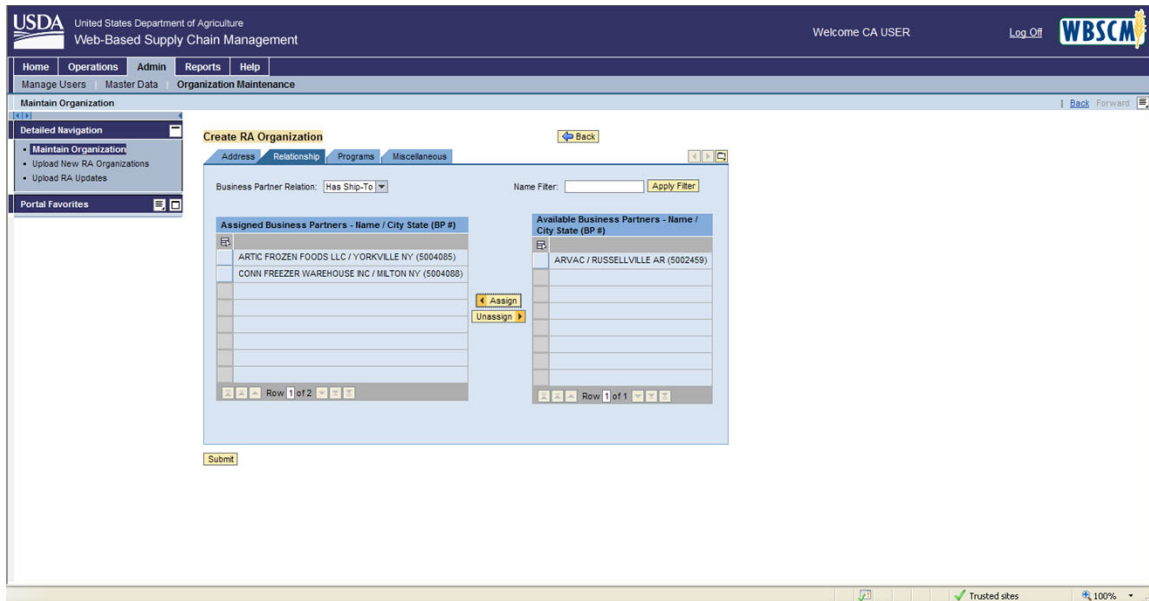 USDA
United States Department of Agriculture
Web-Based Supply Chain Management
Welcome CA USER
Log Off
WBSCM
Home Operations Admin Reports Help
Manage Users Master Data Organization Maintenance
Maintain Organization
Back Forward
Detailed Navigation
Maintain Organization
Upload New RA Organizations
Upload RA Updates
Portal Favorites
Create RA Organization
Back
Address Relationship Programs Miscellaneous
Business Partner Relation: Has Ship-To
Name Filter: Apply Filter
Assigned Business Partners - Name / City State (BP #)
ARTIC FROZEN FOODS LLC / YORKVILLE NY (5004085)
CONN FREEZER WAREHOUSE INC / MILTON NY (5004088)
Row 1 of 2
Assign
Unassign
Available Business Partners - Name /
City State (BP #)
ARVAC / RUSSELLVILLE AR (5002459)
Row 1 of 1
Submit
Trusted sites
100%